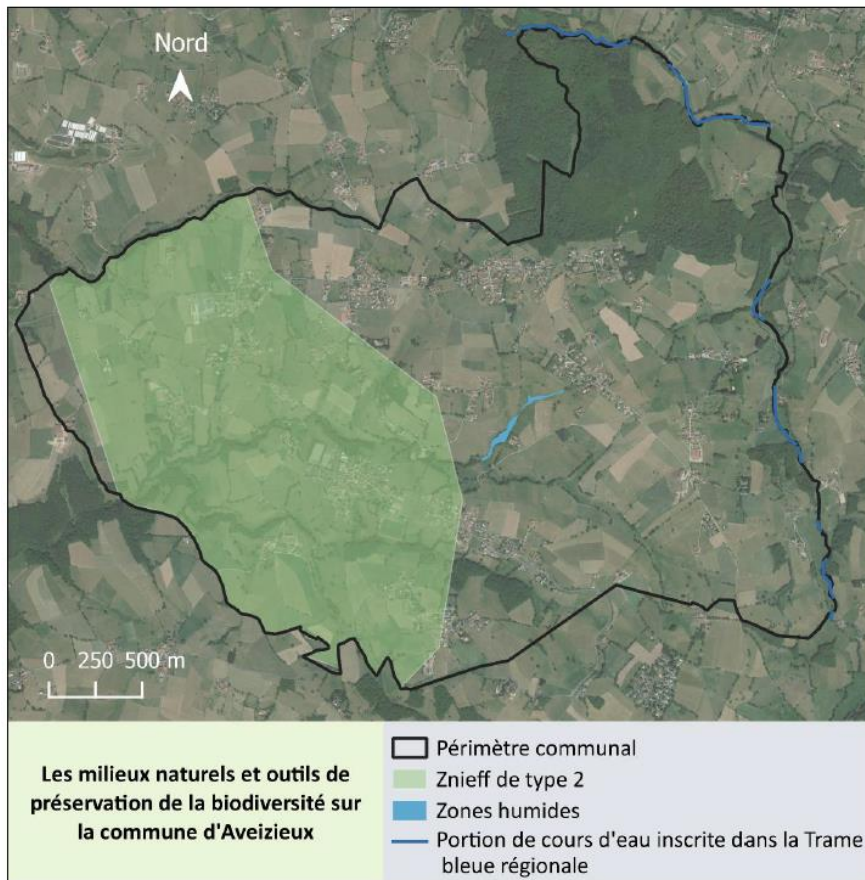 Nord
0 250 500 m
Les milieux naturels et outils de
préservation de la biodiversité sur
la commune d'Aveizieux
Périmètre communal
Znieff de type 2
Zones humides
Portion de cours d'eau inscrite dans la Trame
bleue régionale